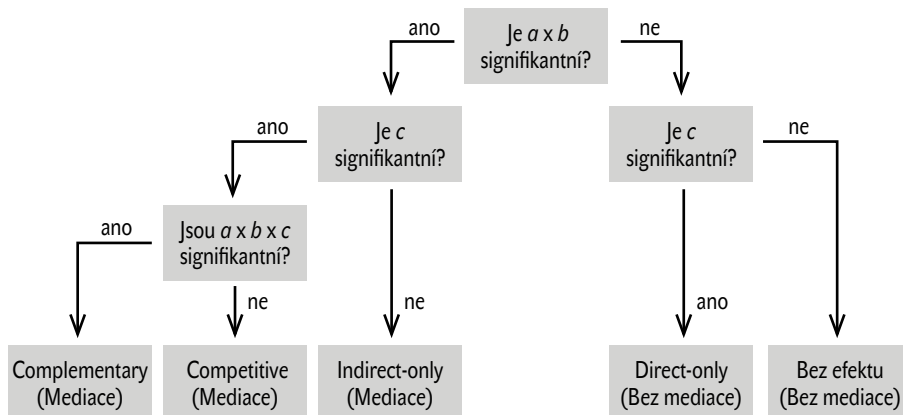 ano
Je a x b
signifikantní?
ne
ano
Je c
signifikantní?
Je c
signifikantní?
ne
ano
Jsou a x b x c
signifikantní?
ne
ne
ano
Complementary
(Mediace)
Competitive
(Mediace)
Indirect-only
(Mediace)
Direct-only
(Bez mediace)
Bez efektu
(Bez mediace)